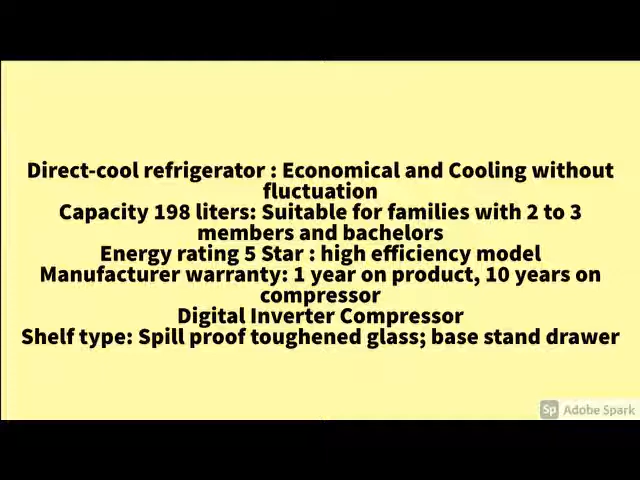 Direct-cool refrigerator : Economical and Cooling without
fluctuation
Capacity 198 liters: Suitable for families with 2 to 3
members and bachelors
Energy rating 5 Star : high efficiency model
Manufacturer warranty: 1 year on product, 10 years on
compressor
Digital Inverter Compressor
Shelf type: Spill proof toughened glass; base stand drawer
Sp Adobe Spark